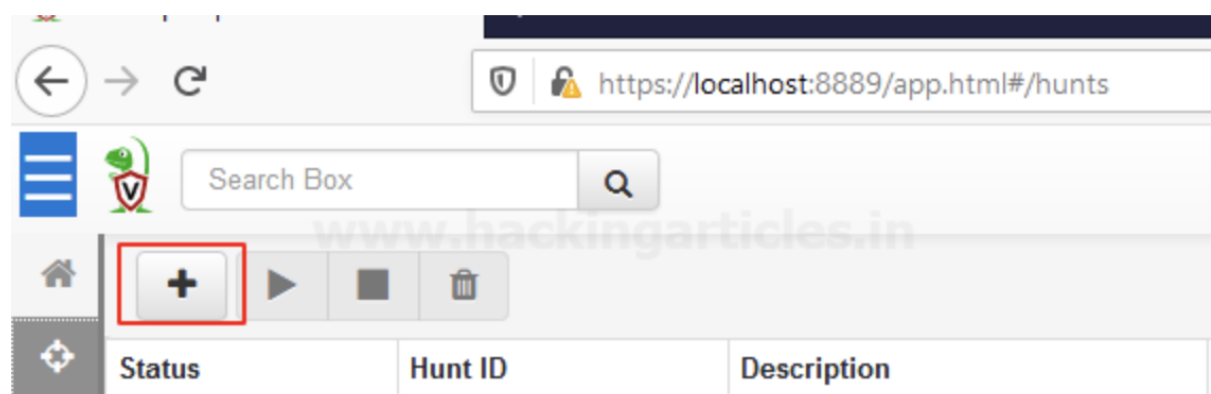 https://localhost:8889/app.html#/hunts
V
Search Box
www.hackingarticles.in
Status Hunt ID Description